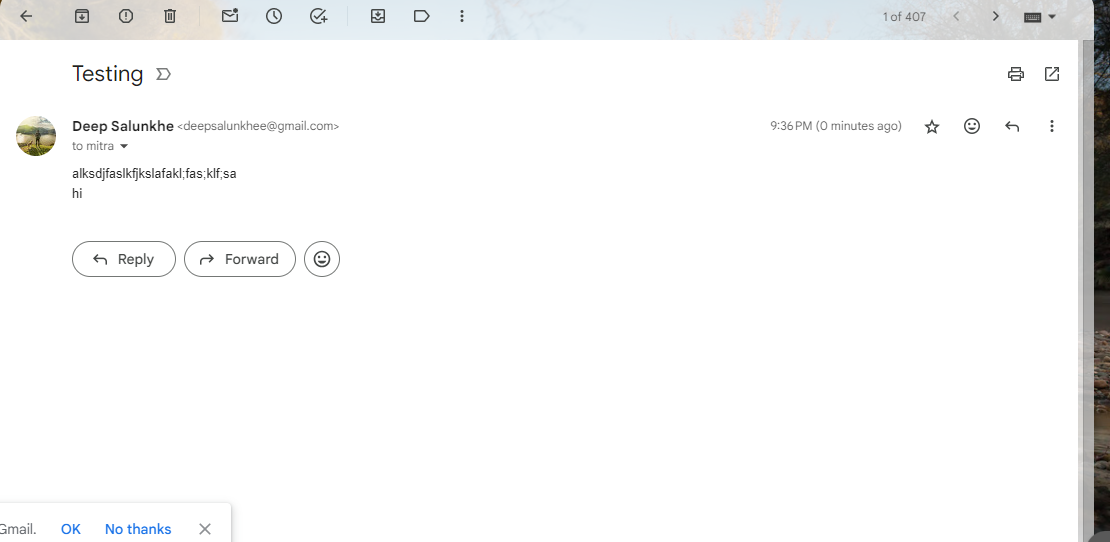 1 of 407
Testing
Deep Salunkhe <deepsalunkhee@gmail.com>
9:36 PM (0 minutes ago)
to mitra
alksdjfaslkfjkslafakl;fas;klf;sa
hi
Reply
Forward
Gmail.
OK
No thanks